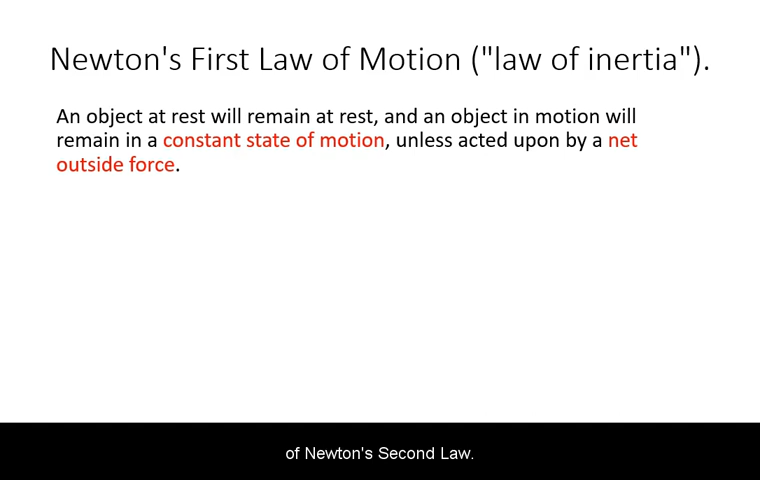 Newton's First Law of Motion ("law of inertia").
An object at rest will remain at rest, and an object in motion will
remain in a constant state of motion, unless acted upon by a net
outside force.
of Newton's Second Law.